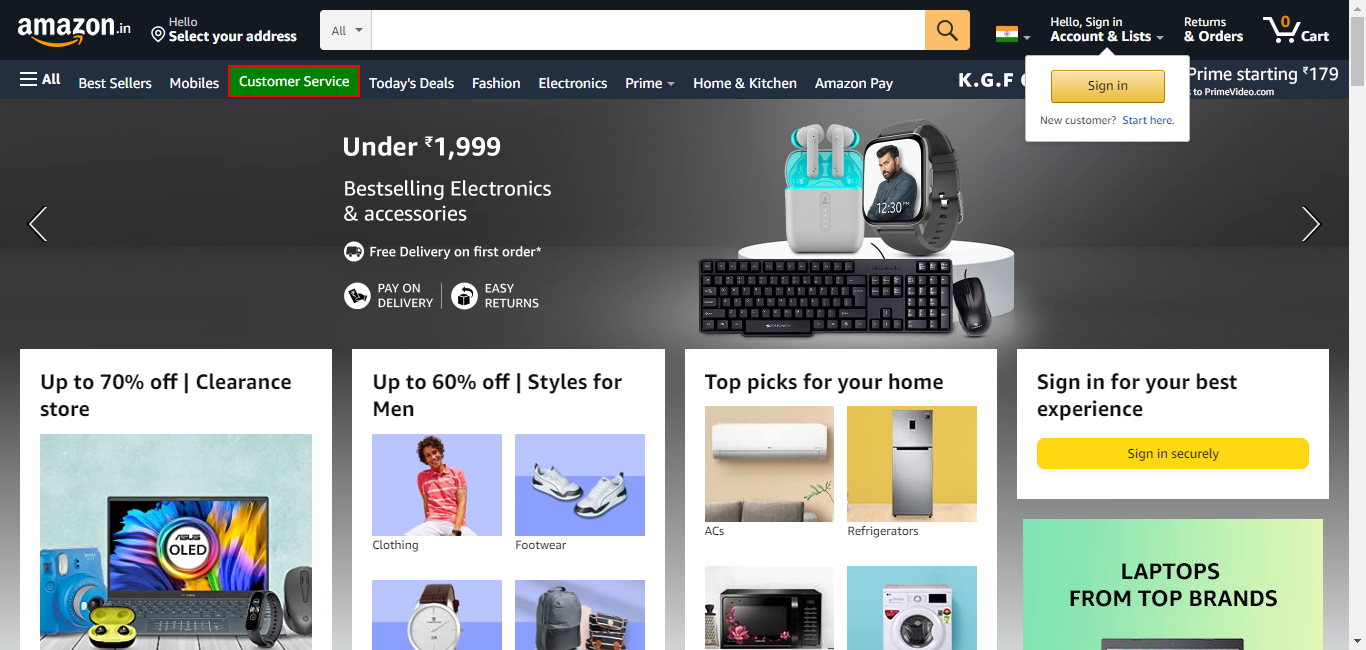 amazon.in
Hello
Select your address
All
Hello, Sign in
Account & Lists
Returns
& Orders
0
Cart
All
Best Sellers
Mobiles
Customer Service
Today's Deals
Fashion
Electronics
Prime
Home & Kitchen
Amazon Pay
K.G.F
Prime starting ₹179
to PrimeVideo.com
Sign in
New customer? Start here.
Under ₹1,999
Bestselling Electronics
& accessories
Free Delivery on first order*
PAY ON
DELIVERY
EASY
RETURNS
12:30
Up to 70% off | Clearance
store
ASUS
OLED
Up to 60% off | Styles for
Men
Clothing
Footwear
Top picks for your home
ACs
Refrigerators
Sign in for your best
experience
Sign in securely
LAPTOPS
FROM TOP BRANDS